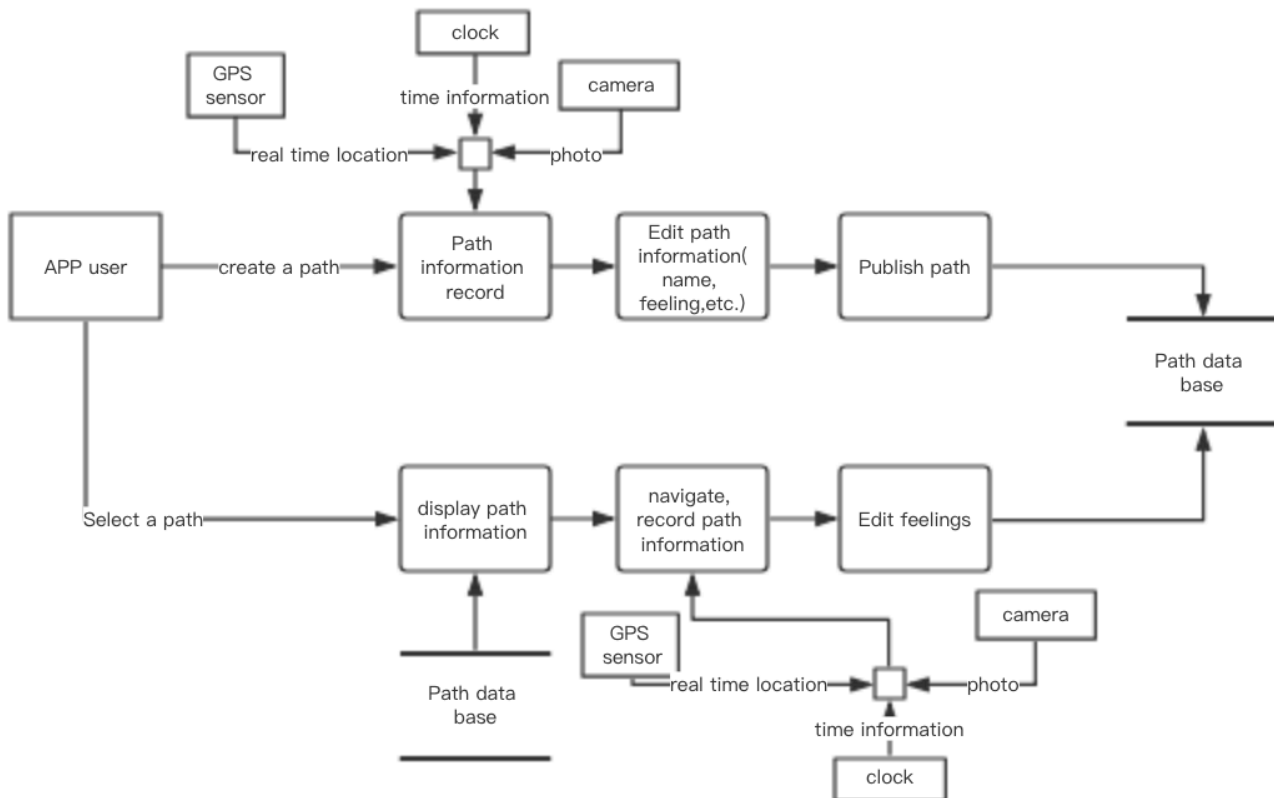 clock
GPS
sensor
time information
camera
real time location
photo
APP user
create a path
Path
information
record
Edit path
information(
name,
feeling,etc.)
Publish path
Path data
base
Select a path
display path
information
navigate,
record path
information
Edit feelings
GPS
sensor
camera
real time location
photo
Path data
base
time information
clock